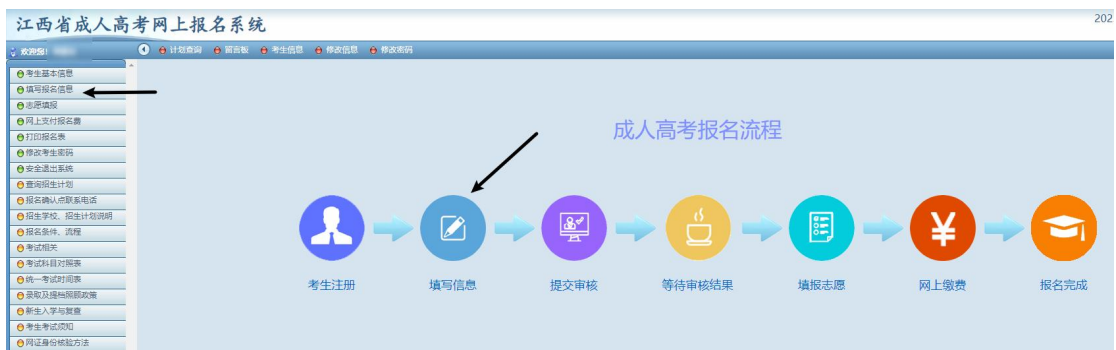 江西省成人高考网上报名系统
202
欢迎您!
计划查询 留言板 考生信息 修改信息 修改密码
考生基本信息
填写报名信息
志愿填报
网上支付报名费
打印报名表
修改考生密码
安全退出系统
查询招生计划
报名确认点联系电话
招生学校、招生计划说明
报名条件、流程
考试相关
考试科目对照表
统一考试时间表
录取及提档照顾政策
新生入学与复查
考生考试须知
网证身份核验方法
成人高考报名流程
考生注册 填写信息 提交审核 等待审核结果 填报志愿 网上缴费 报名完成